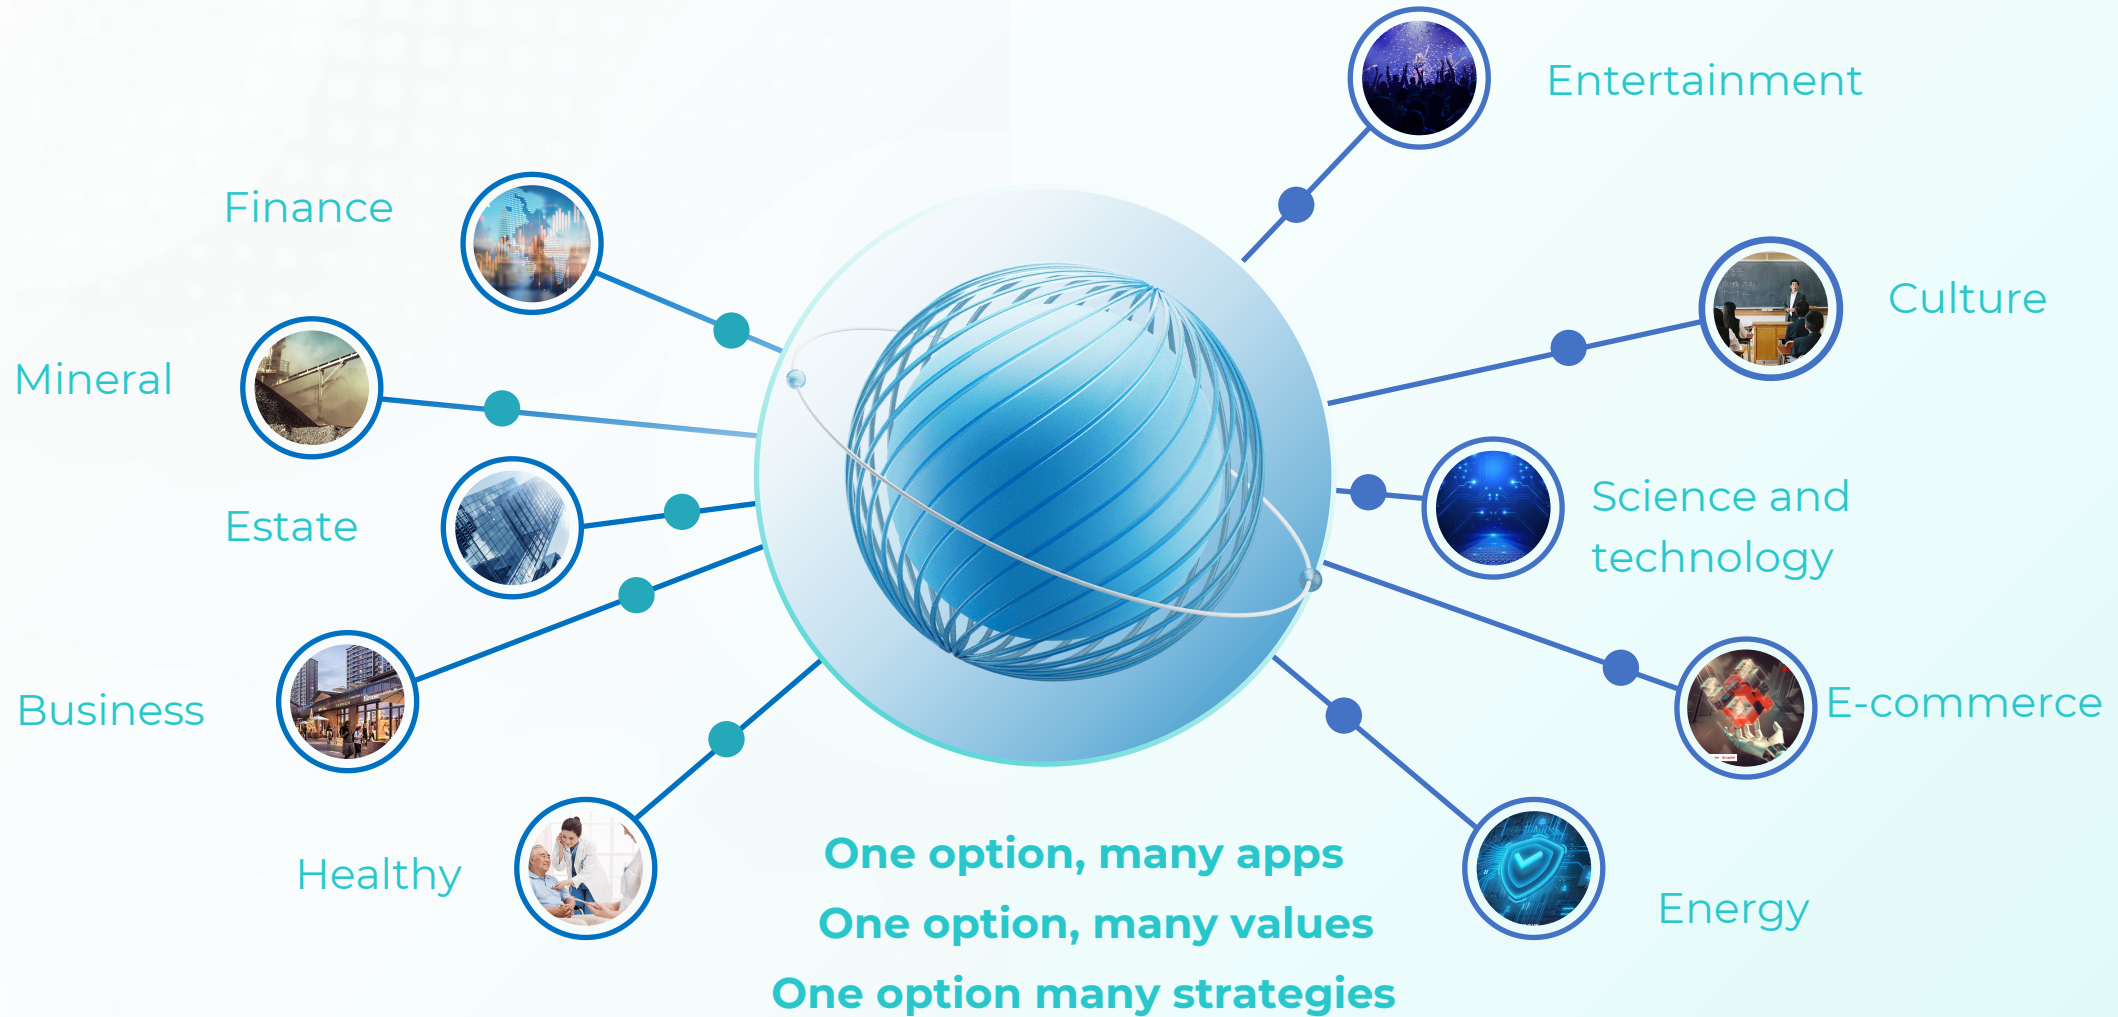 Entertainment
Finance
Culture
Mineral
Science and
technology
Estate
Business
E-commerce
Healthy
Energy
One option, many apps
One option, many values
One option many strategies